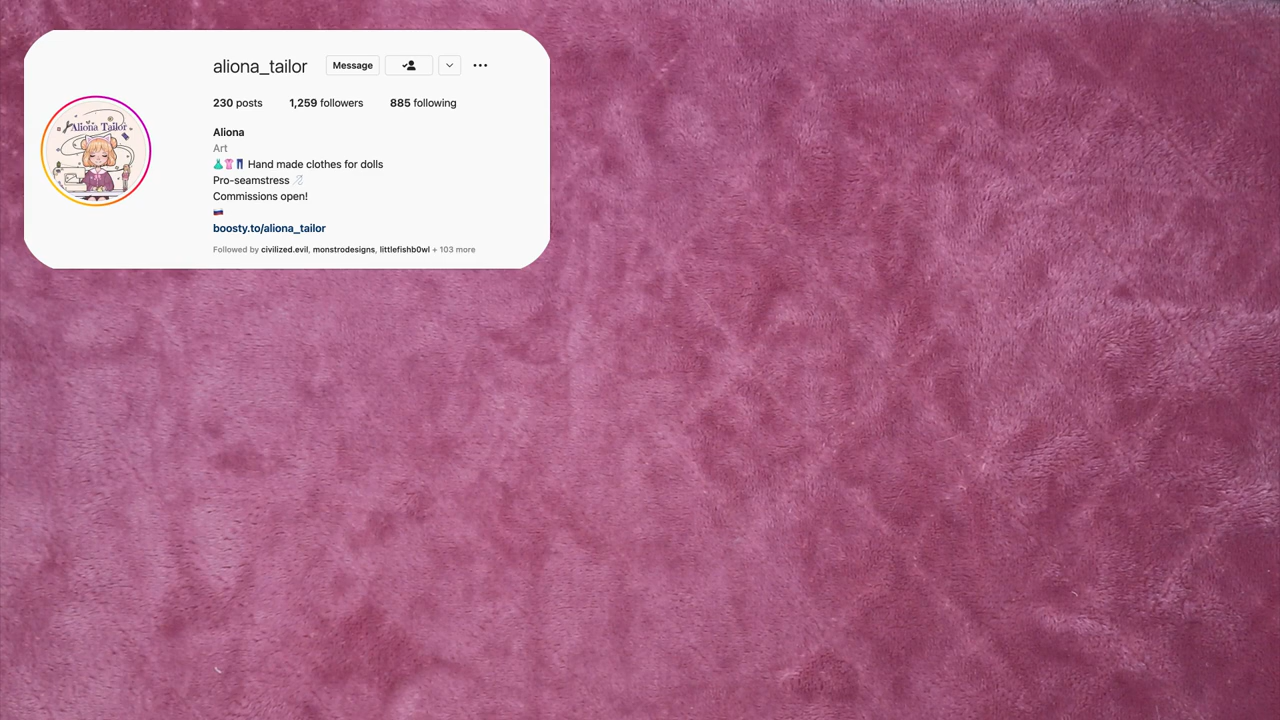 aliona_tailor Message
230 posts 1,259 followers 885 following
Aliona
Art
Hand made clothes for dolls
Pro-seamstress
Commissions open!
boosty.to/aliona_tailor
Followed by civilized.evil, monstrodesigns, littlefishb0wl + 103 more
Aliona Tailor